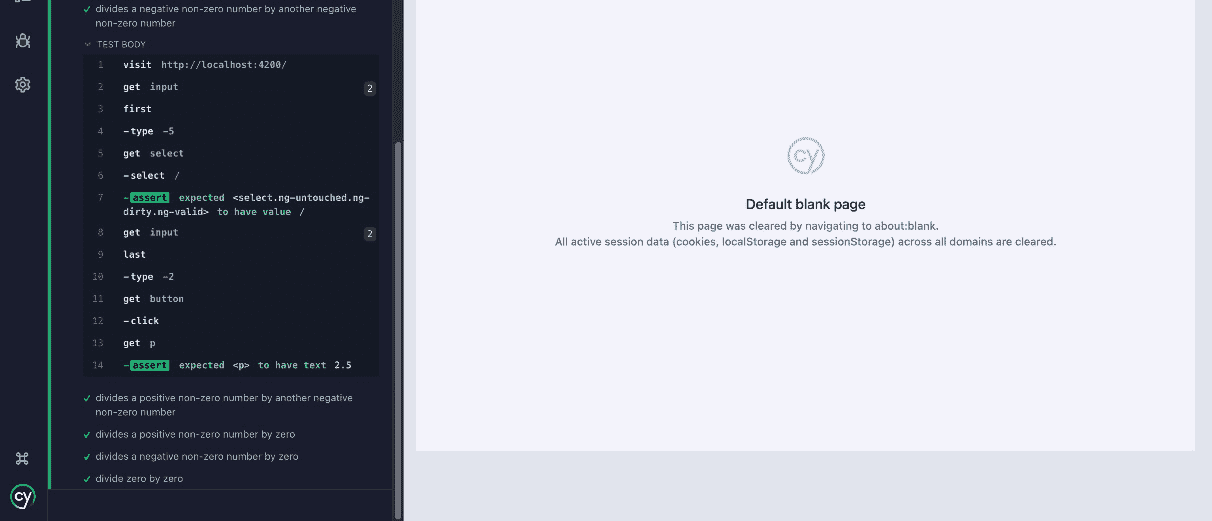 divides a negative non-zero number by another negative
non-zero number
TEST BODY
1 visit http://localhost:4200/
2 get input 2
3 first
4 -type -5
5 get select
6 -select /
7 -assert expected <select.ng-untouched.ng-
dirty.ng-valid> to have value /
8 get input 2
9 last
10 -type -2
11 get button
12 -click
13 get p
14 -assert expected <p> to have text 2.5
divides a positive non-zero number by another negative
non-zero number
divides a positive non-zero number by zero
divides a negative non-zero number by zero
divide zero by zero
cy
cy
Default blank page
This page was cleared by navigating to about:blank.
All active session data (cookies, localStorage and sessionStorage) across all domains are cleared.